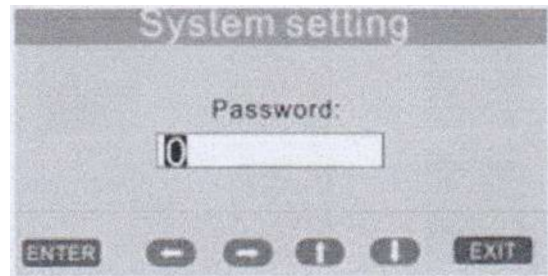 System setting
Password:
0
ENTER ← → ↑ ↓ EXIT